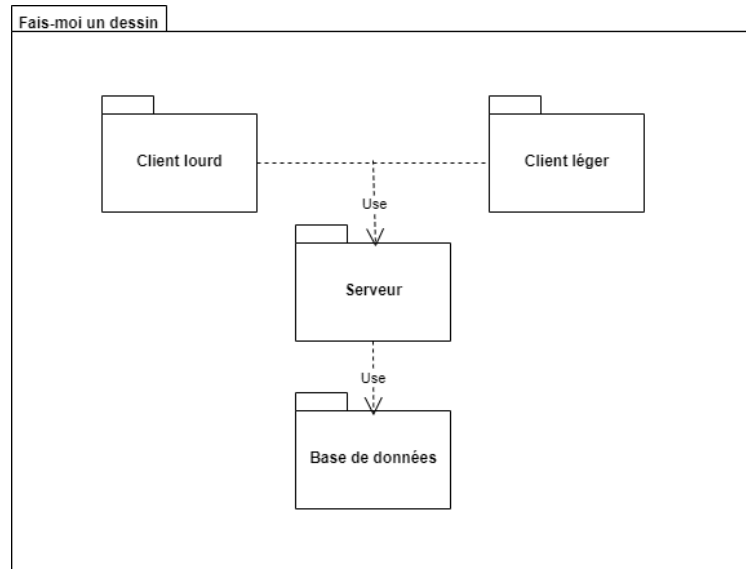 Fais-moi un dessin
Client lourd
Client léger
Use
Serveur
Use
Base de données